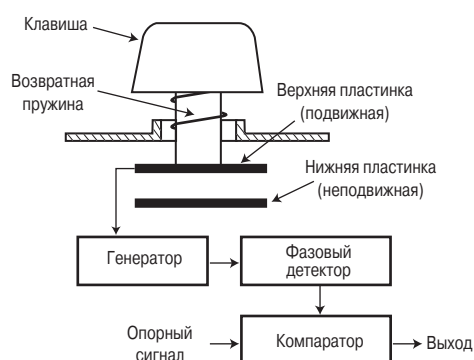 Клавиша
Возвратная
пружина
Верхняя пластинка
(подвижная)
Нижняя пластинка
(неподвижная)
Генератор
Фазовый
детектор
Опорный
сигнал
Компаратор
Выход